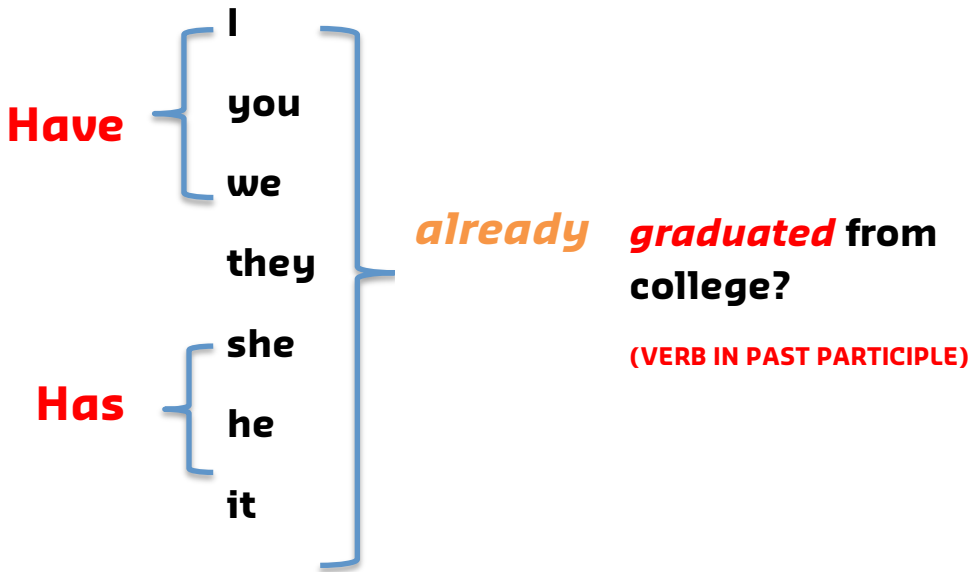 Have
I
you
we
they
Has
she
he
it
already
graduated from
college?
(VERB IN PAST PARTICIPLE)